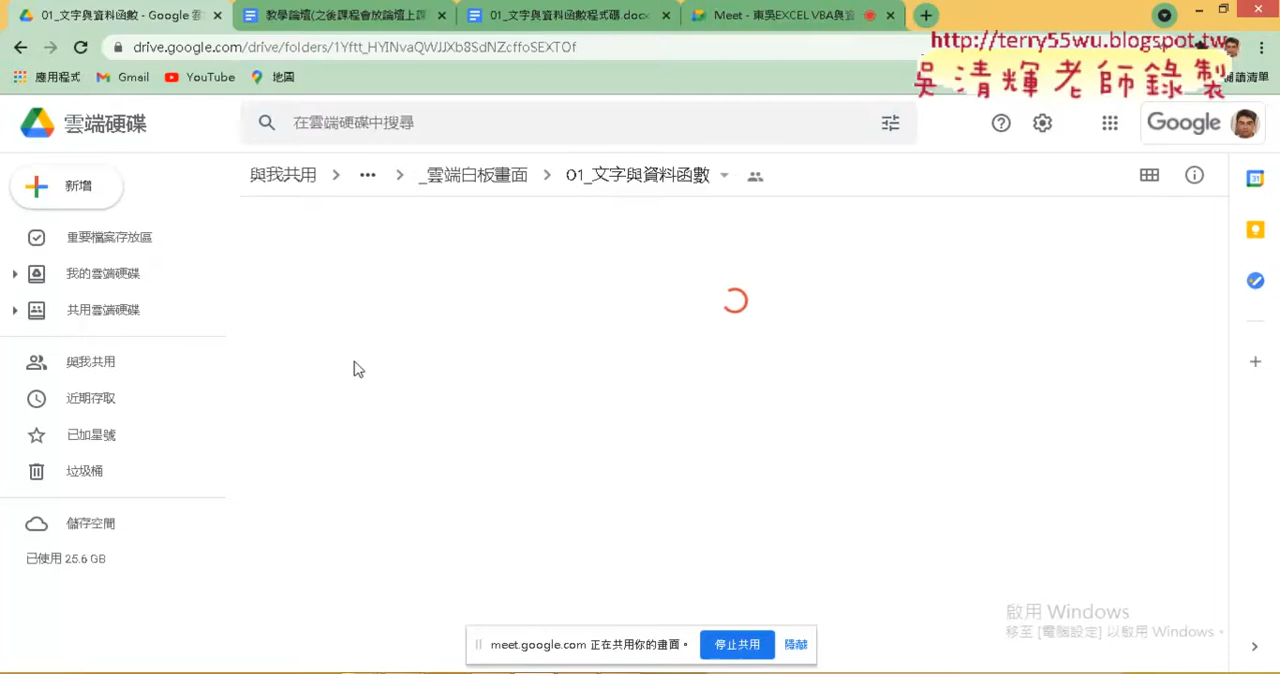 01_文字與資料函數 - Google 雲
教學論壇(之後課程會放論壇上課
01_文字與資料函數程式碼.docx
Meet - 東吳EXCEL VBA與資
drive.google.com/drive/folders/1Yftt_HYINvaQWJJXb8SdNZcffoSEXTOf
http://terry55wu.blogspot.tw
應用程式
Gmail
YouTube
地圖
吳清輝老師錄製
閱讀清單
雲端硬碟
在雲端硬碟中搜尋
Google
新增
與我共用
•••
_雲端白板畫面
01_文字與資料函數
31
重要檔案存放區
我的雲端硬碟
共用雲端硬碟
與我共用
近期存取
已加星號
垃圾桶
儲存空間
已使用 25.6 GB
啟用 Windows
移至 [電腦設定] 以啟用 Windows。
meet.google.com 正在共用你的畫面。
停止共用
隱藏